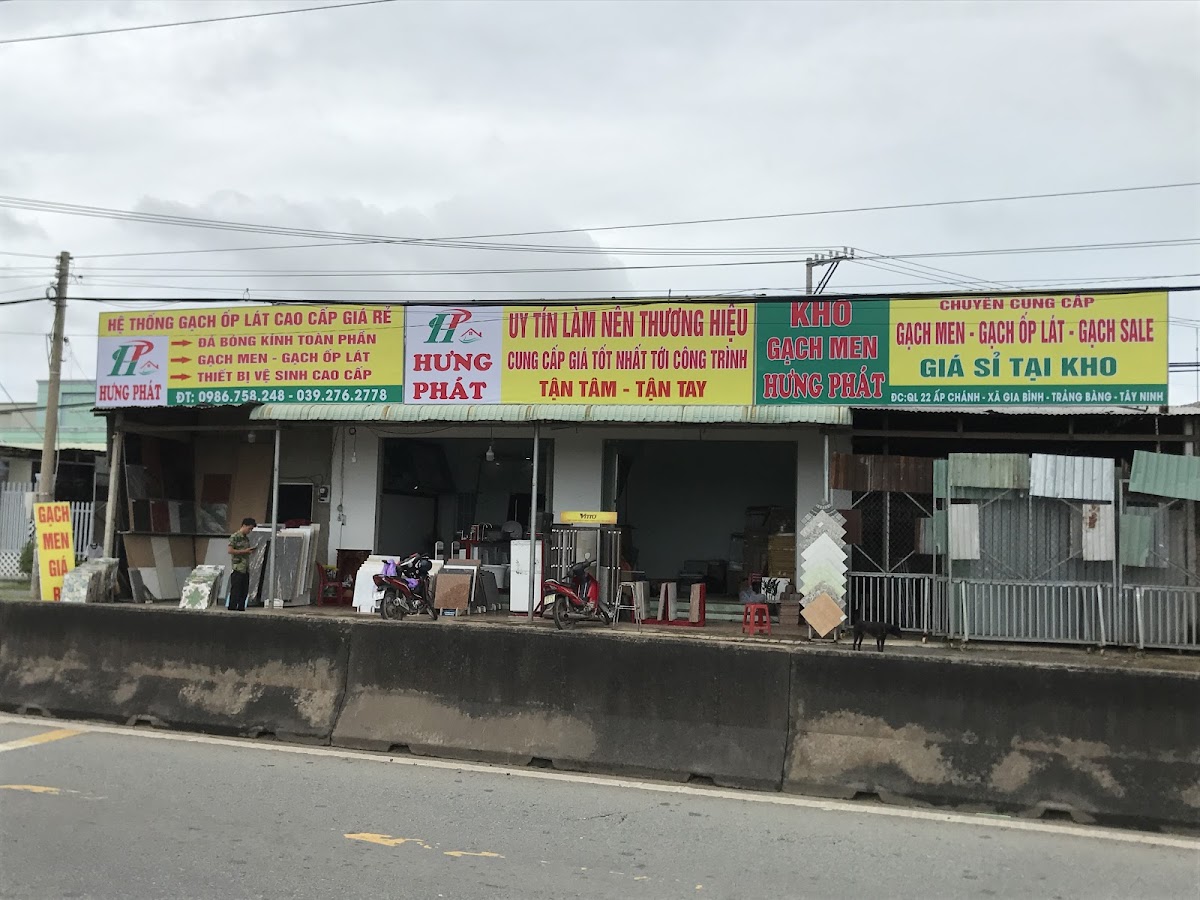 HỆ THỐNG GẠCH ỐP LÁT CAO CẤP GIÁ RẺ
HP
HƯNG PHÁT
ĐÁ BÓNG KÍNH TOÀN PHẦN
GẠCH MEN - GẠCH ỐP LÁT
THIẾT BỊ VỆ SINH CAO CẤP
ĐT: 0986.758.248 - 039.276.2778
HP
HƯNG
PHÁT
UY TÍN LÀM NÊN THƯƠNG HIỆU
CUNG CẤP GIÁ TỐT NHẤT TỚI CÔNG TRÌNH
TẬN TÂM - TẬN TAY
KHO
GẠCH MEN
HƯNG PHÁT
CHUYÊN CUNG CẤP
GẠCH MEN - GẠCH ỐP LÁT - GẠCH SALE
GIÁ SỈ TẠI KHO
ĐC: QL 22 ẤP CHÁNH - XÃ GIA BÌNH - TRẢNG BÀNG - TÂY NINH
GẠCH
MEN
GIÁ
VITTO